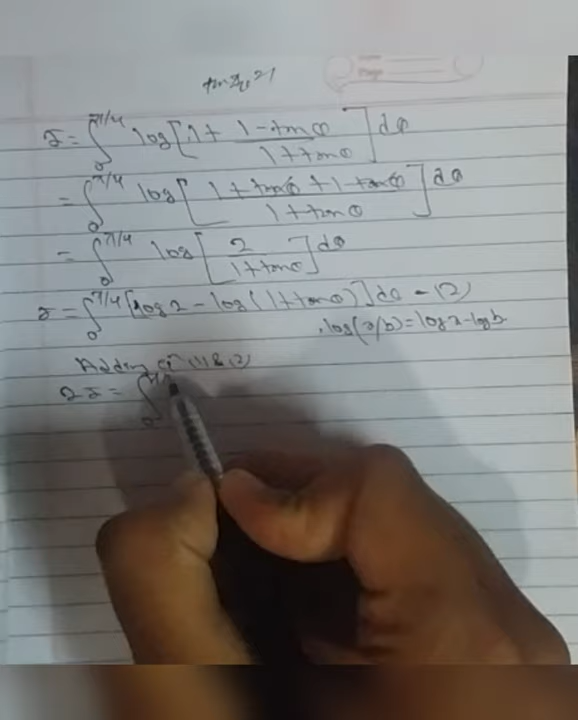 I = ∫₀^π/4 log[1 + (1 - tanθ)/(1 + tanθ)] dθ
= ∫₀^π/4 log[(1 + tanθ + 1 - tanθ)/(1 + tanθ)] dθ
= ∫₀^π/4 log[2/(1 + tanθ)] dθ
I = ∫₀^π/4 [log 2 - log(1 + tanθ)] dθ - (2)
log(a/b) = log a - log b
Adding eqⁿ (1) & (2)
2I = ∫₀